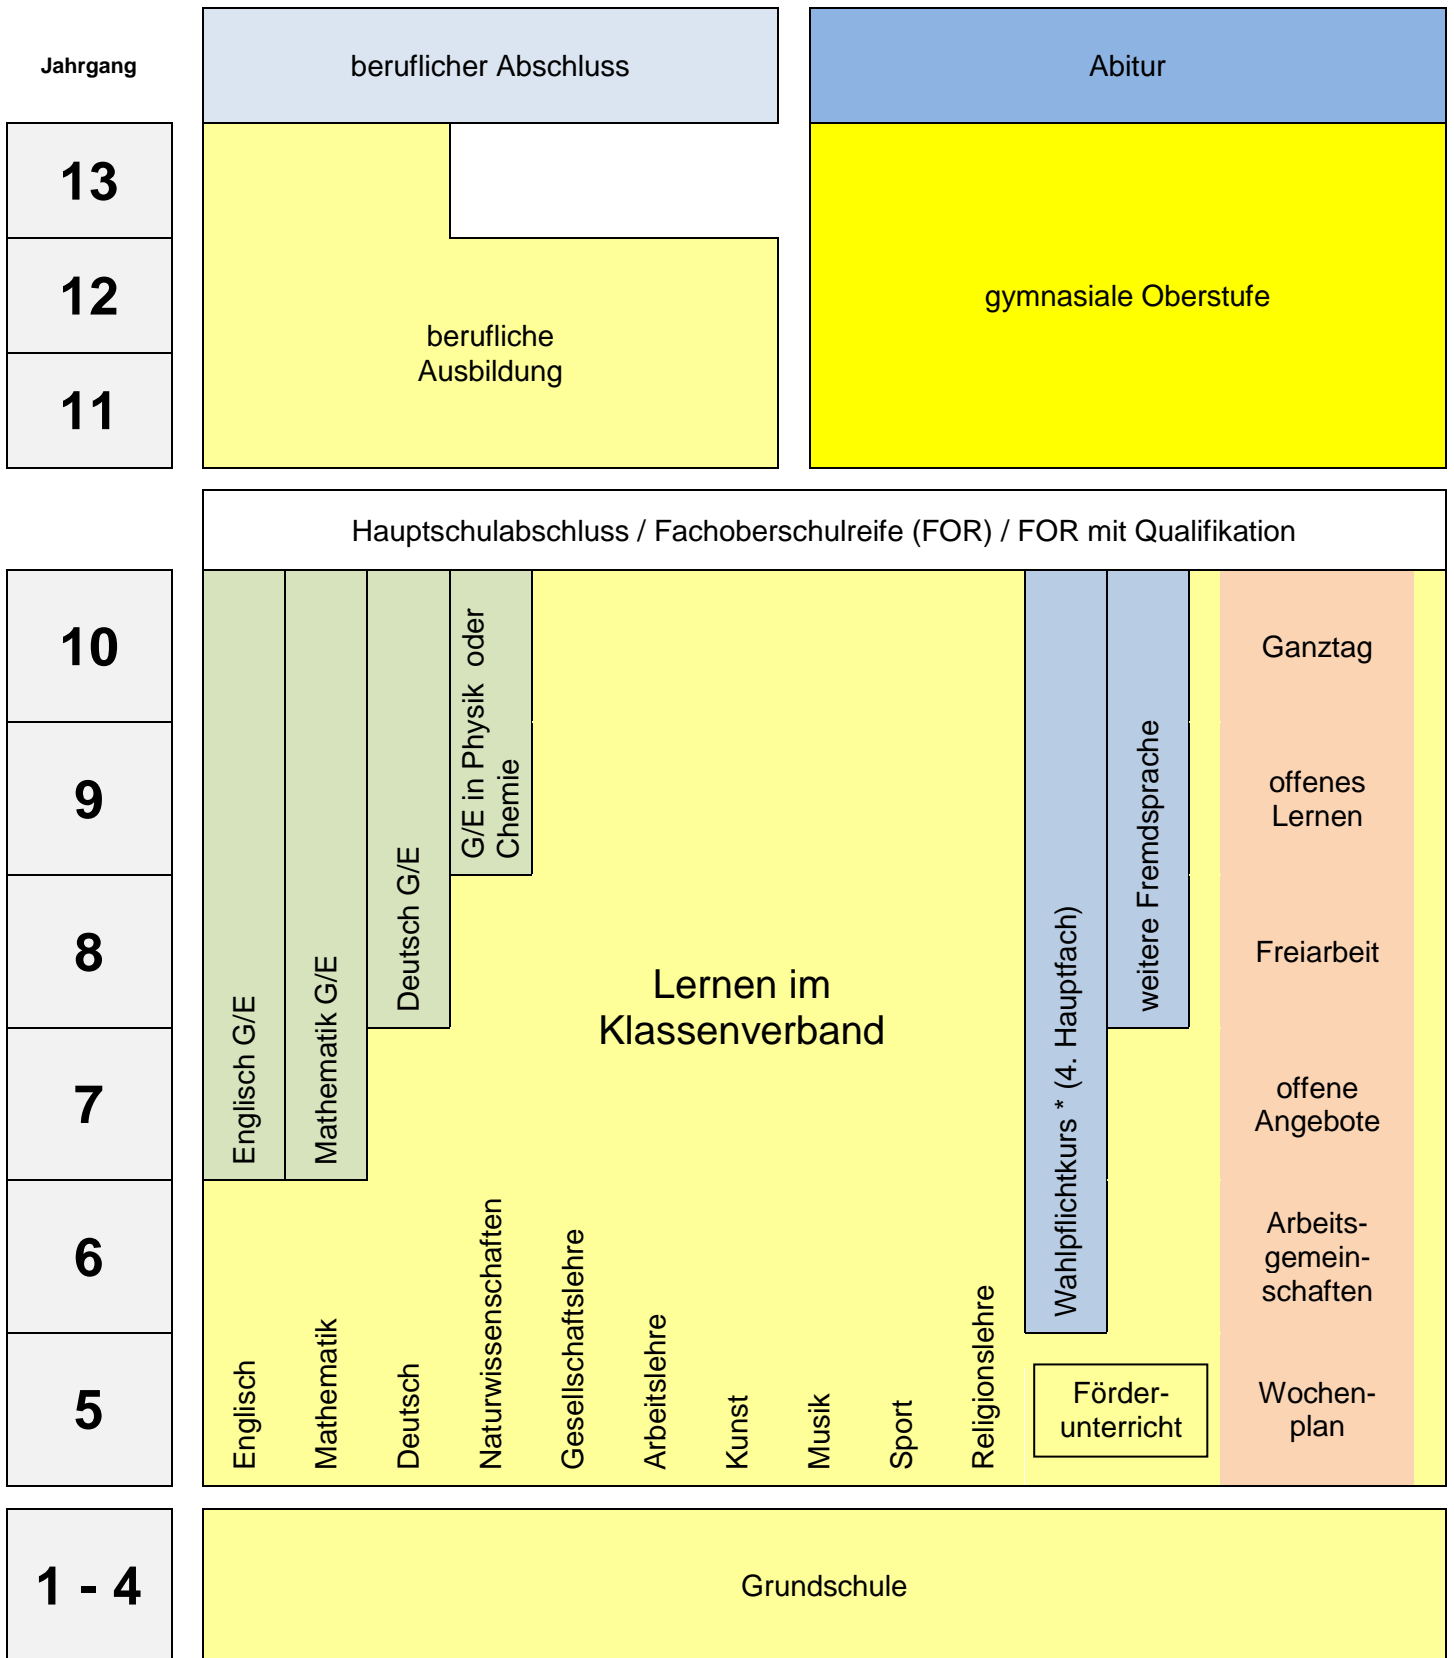 Jahrgang
beruflicher Abschluss
Abitur
13
12
11
berufliche
Ausbildung
gymnasiale Oberstufe
Hauptschulabschluss / Fachoberschulreife (FOR) / FOR mit Qualifikation
10
9
8
7
6
5
Englisch G/E
Mathematik G/E
Deutsch G/E
G/E in Physik oder
Chemie
Lernen im
Klassenverband
Wahlpflichtkurs * (4. Hauptfach)
weitere Fremdsprache
Ganztag
offenes
Lernen
Freiarbeit
offene
Angebote
Arbeits-
gemein-
schaften
Wochen-
plan
Englisch
Mathematik
Deutsch
Naturwissenschaften
Gesellschaftslehre
Arbeitslehre
Kunst
Musik
Sport
Religionslehre
Förder-
unterricht
1 - 4
Grundschule